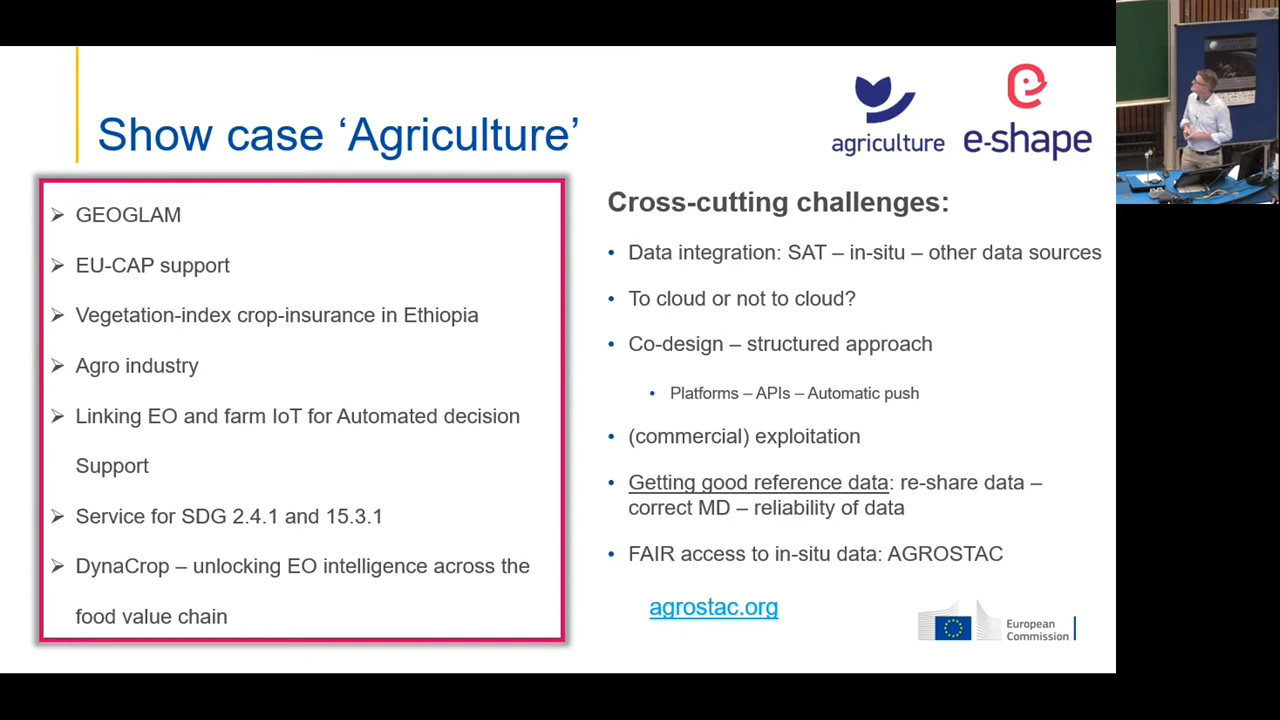 Show case ‘Agriculture’
agriculture
e-shape
GEOGLAM
EU-CAP support
Vegetation-index crop-insurance in Ethiopia
Agro industry
Linking EO and farm IoT for Automated decision
Support
Service for SDG 2.4.1 and 15.3.1
DynaCrop – unlocking EO intelligence across the
food value chain
Cross-cutting challenges:
Data integration: SAT – in-situ – other data sources
To cloud or not to cloud?
Co-design – structured approach
Platforms – APIs – Automatic push
(commercial) exploitation
Getting good reference data: re-share data –
correct MD – reliability of data
FAIR access to in-situ data: AGROSTAC
agrostac.org
European
Commission